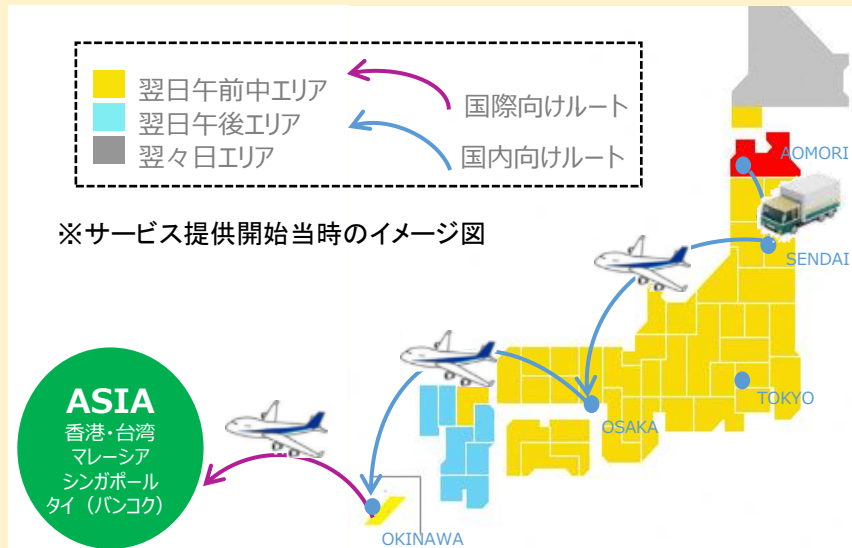 翌日午前中エリア
翌日午後エリア
翌々日エリア
国際向けルート
国内向けルート
※サービス提供開始当時のイメージ図
AOMORI
SENDAI
TOKYO
OSAKA
OKINAWA
ASIA
香港・台湾
マレーシア
シンガポール
タイ（バンコク）